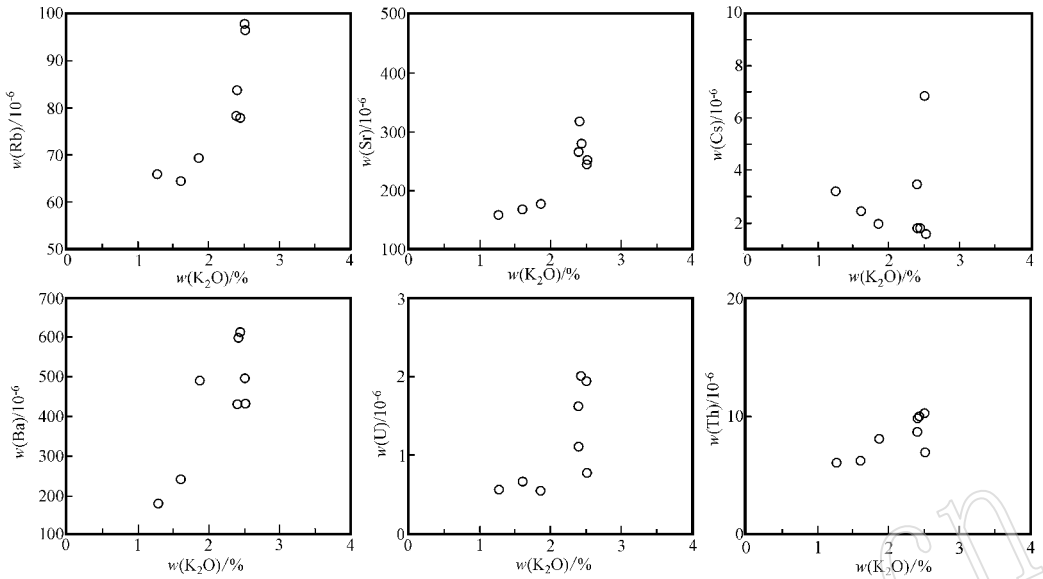 100
90
80
70
60
50
w(Rb)/10⁻⁶
0 1 2 3 4
w(K₂O)/%
500
400
300
200
100
w(Sr)/10⁻⁶
0 1 2 3 4
w(K₂O)/%
10
8
6
4
2
w(Cs)/10⁻⁶
0 1 2 3 4
w(K₂O)/%
700
600
500
400
300
200
100
w(Ba)/10⁻⁶
0 1 2 3 4
w(K₂O)/%
3
2
1
0
w(U)/10⁻⁶
0 1 2 3 4
w(K₂O)/%
20
10
0
w(Th)/10⁻⁶
0 1 2 3 4
w(K₂O)/%
cn